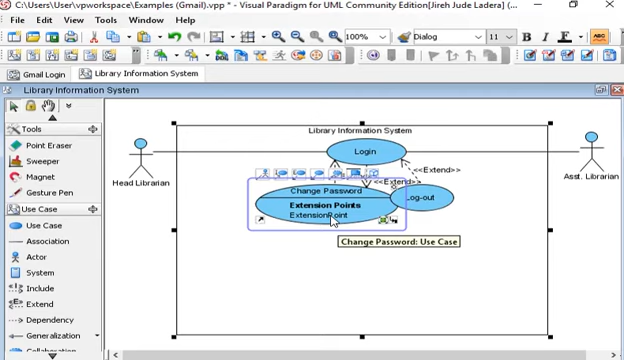 C:\Users\User\vpworkspace\Examples (Gmail).vpp * - Visual Paradigm for UML Community Edition[Jireh Jude Ladera]
File Edit View Tools Window Help
100% Dialog 11 B I F ABC
Gmail Login Library Information System
Library Information System
Tools
Point Eraser
Sweeper
Magnet
Gesture Pen
Use Case
Use Case
Association
Actor
System
Include
Extend
Dependency
Generalization
Collaboration
Library Information System
Login
Head Librarian
Asst. Librarian
<<Extend>>
<<Extend>>
Change Password
Extension Points
ExtensionPoint
Log-out
Change Password: Use Case